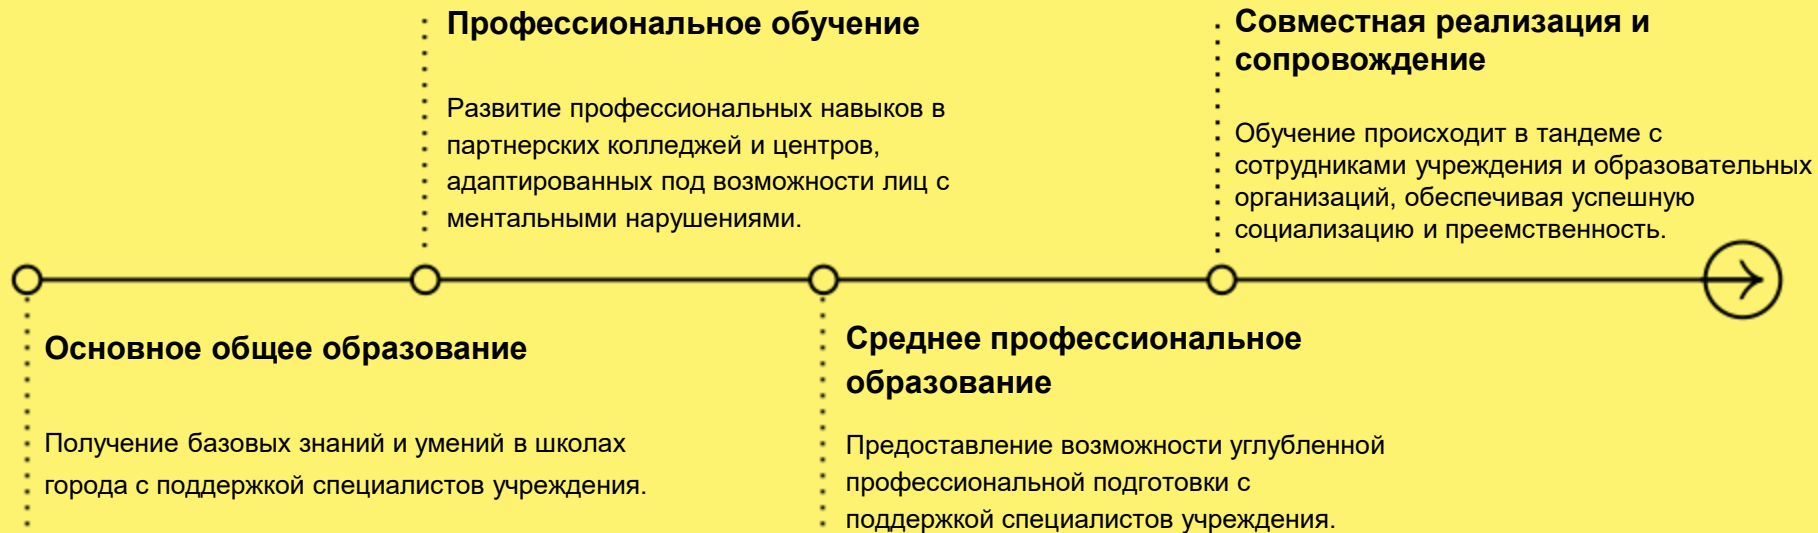 Основное общее образование
Получение базовых знаний и умений в школах
города с поддержкой специалистов учреждения.
Профессиональное обучение
Развитие профессиональных навыков в
партнерских колледжей и центров,
адаптированных под возможности лиц с
ментальными нарушениями.
Среднее профессиональное
образование
Предоставление возможности углубленной
профессиональной подготовки с
поддержкой специалистов учреждения.
Совместная реализация и
сопровождение
Обучение происходит в тандеме с
сотрудниками учреждения и образовательных
организаций, обеспечивая успешную
социализацию и преемственность.